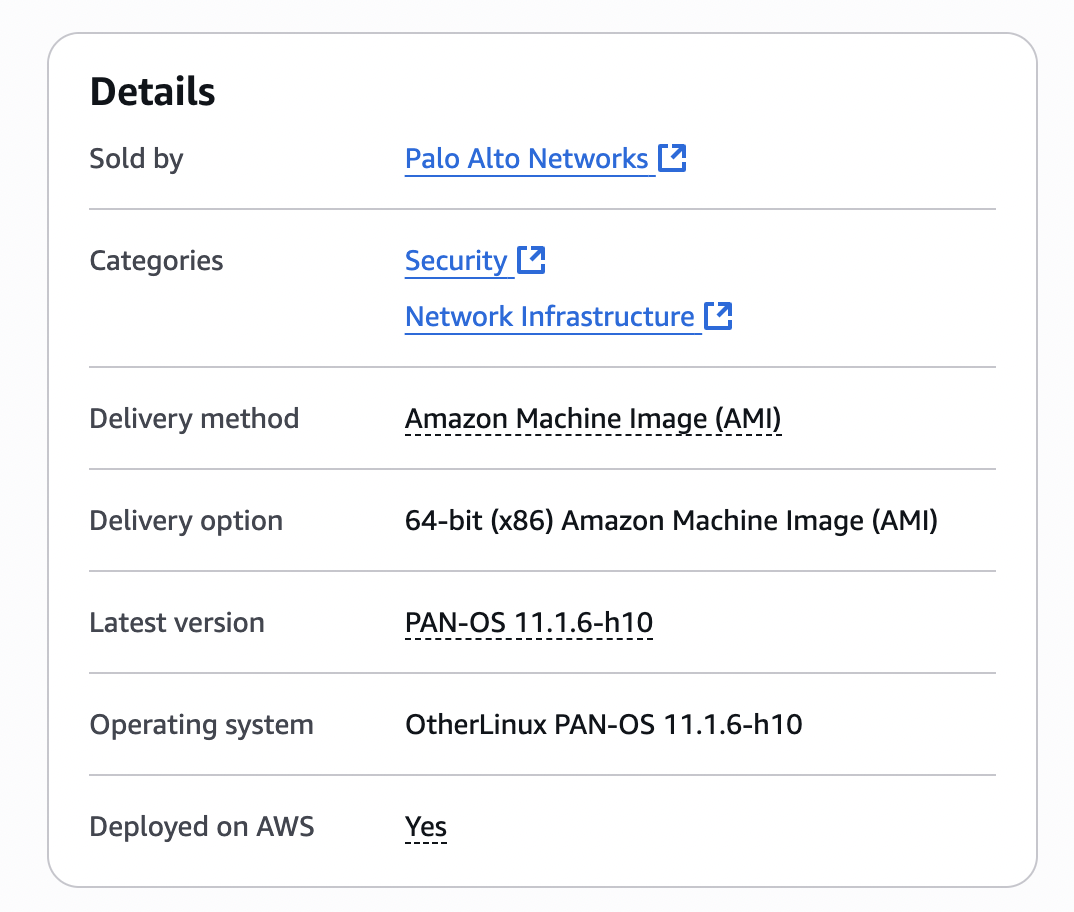 Details
Sold by Palo Alto Networks
Categories Security
Network Infrastructure
Delivery method Amazon Machine Image (AMI)
Delivery option 64-bit (x86) Amazon Machine Image (AMI)
Latest version PAN-OS 11.1.6-h10
Operating system OtherLinux PAN-OS 11.1.6-h10
Deployed on AWS Yes